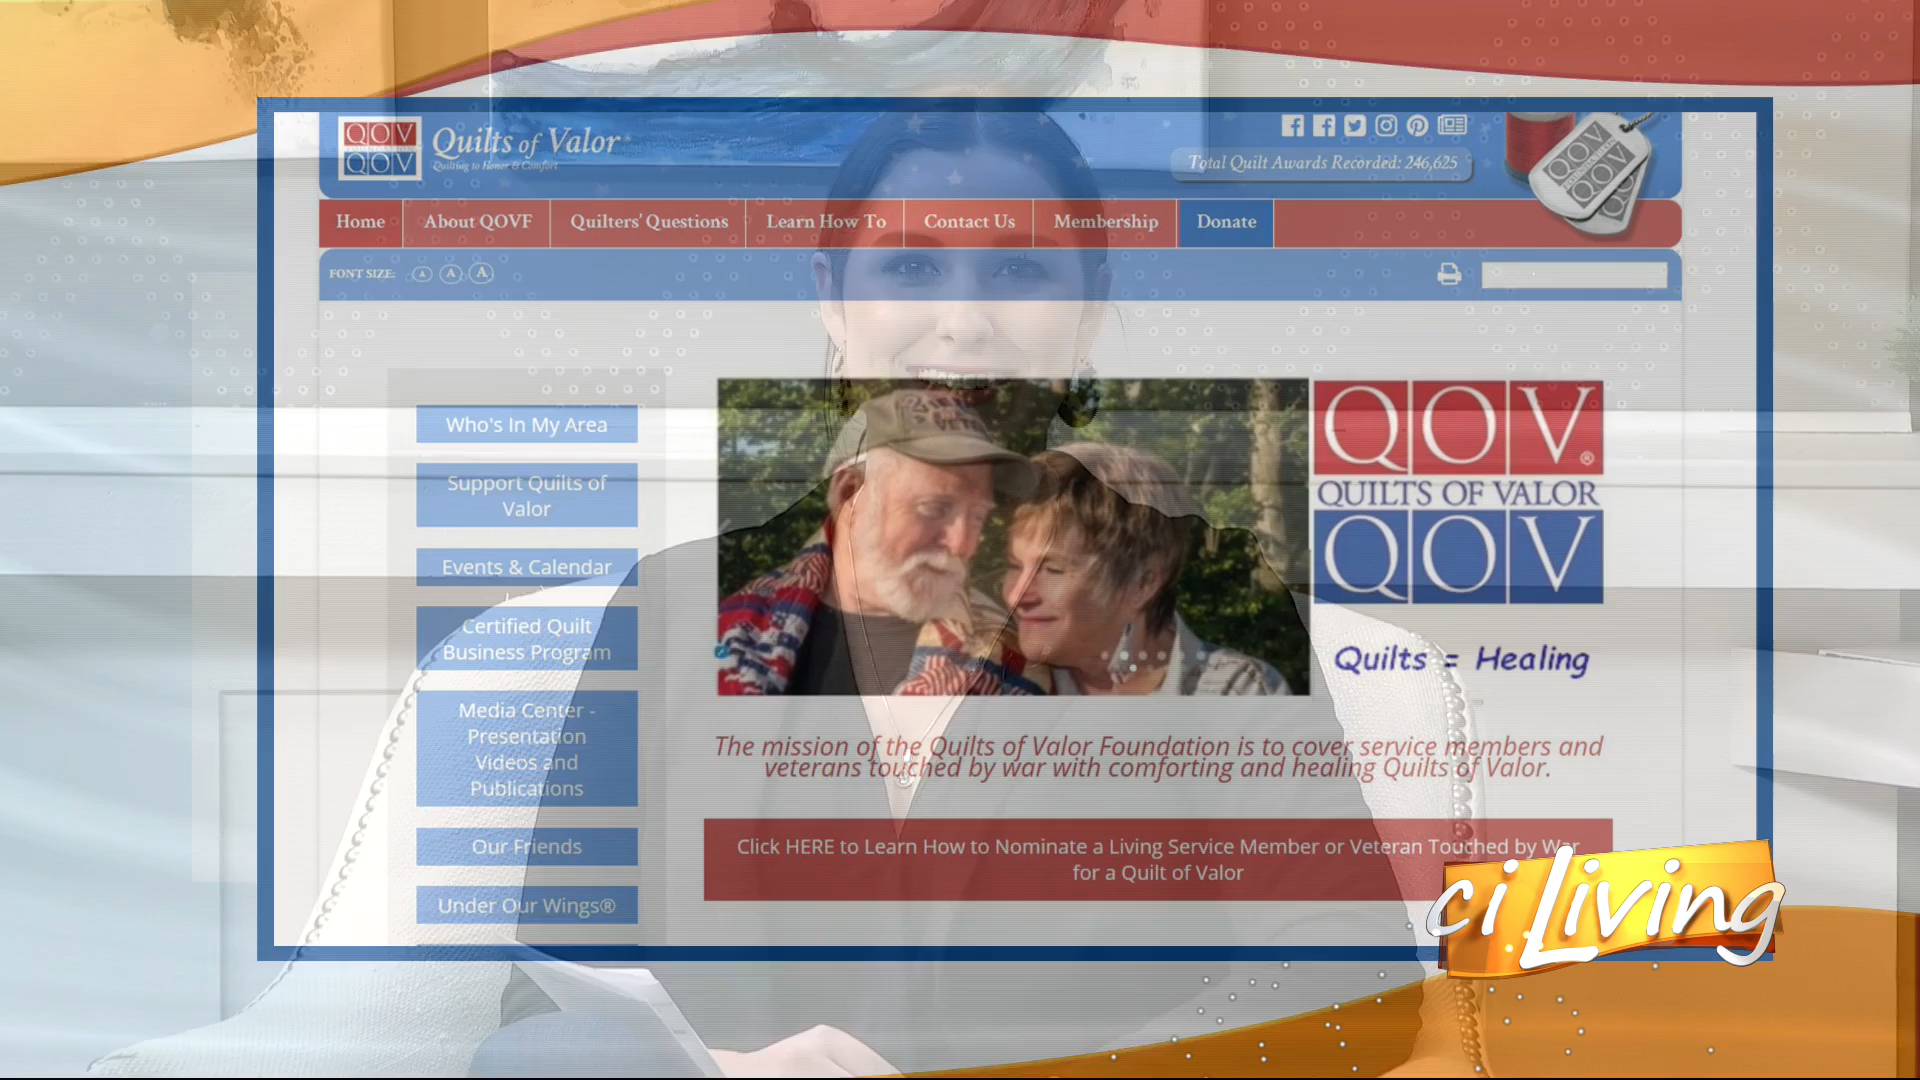 QOV
QOV
Quilts of Valor
Quilting to Honor & Comfort
Total Quilt Awards Recorded: 246,625
QOV
QOV
Home
About QOVF
Quilters' Questions
Learn How To
Contact Us
Membership
Donate
FONT SIZE:
A
A
A
Who's In My Area
Support Quilts of
Valor
Events & Calendar
Certified Quilt
Business Program
Media Center -
Presentation
Videos and
Publications
Our Friends
Under Our Wings®
QOV®
QUILTS OF VALOR
QOV
Quilts = Healing
The mission of the Quilts of Valor Foundation is to cover service members and
veterans touched by war with comforting and healing Quilts of Valor.
Click HERE to Learn How to Nominate a Living Service Member or Veteran Touched by War
for a Quilt of Valor
ci Living